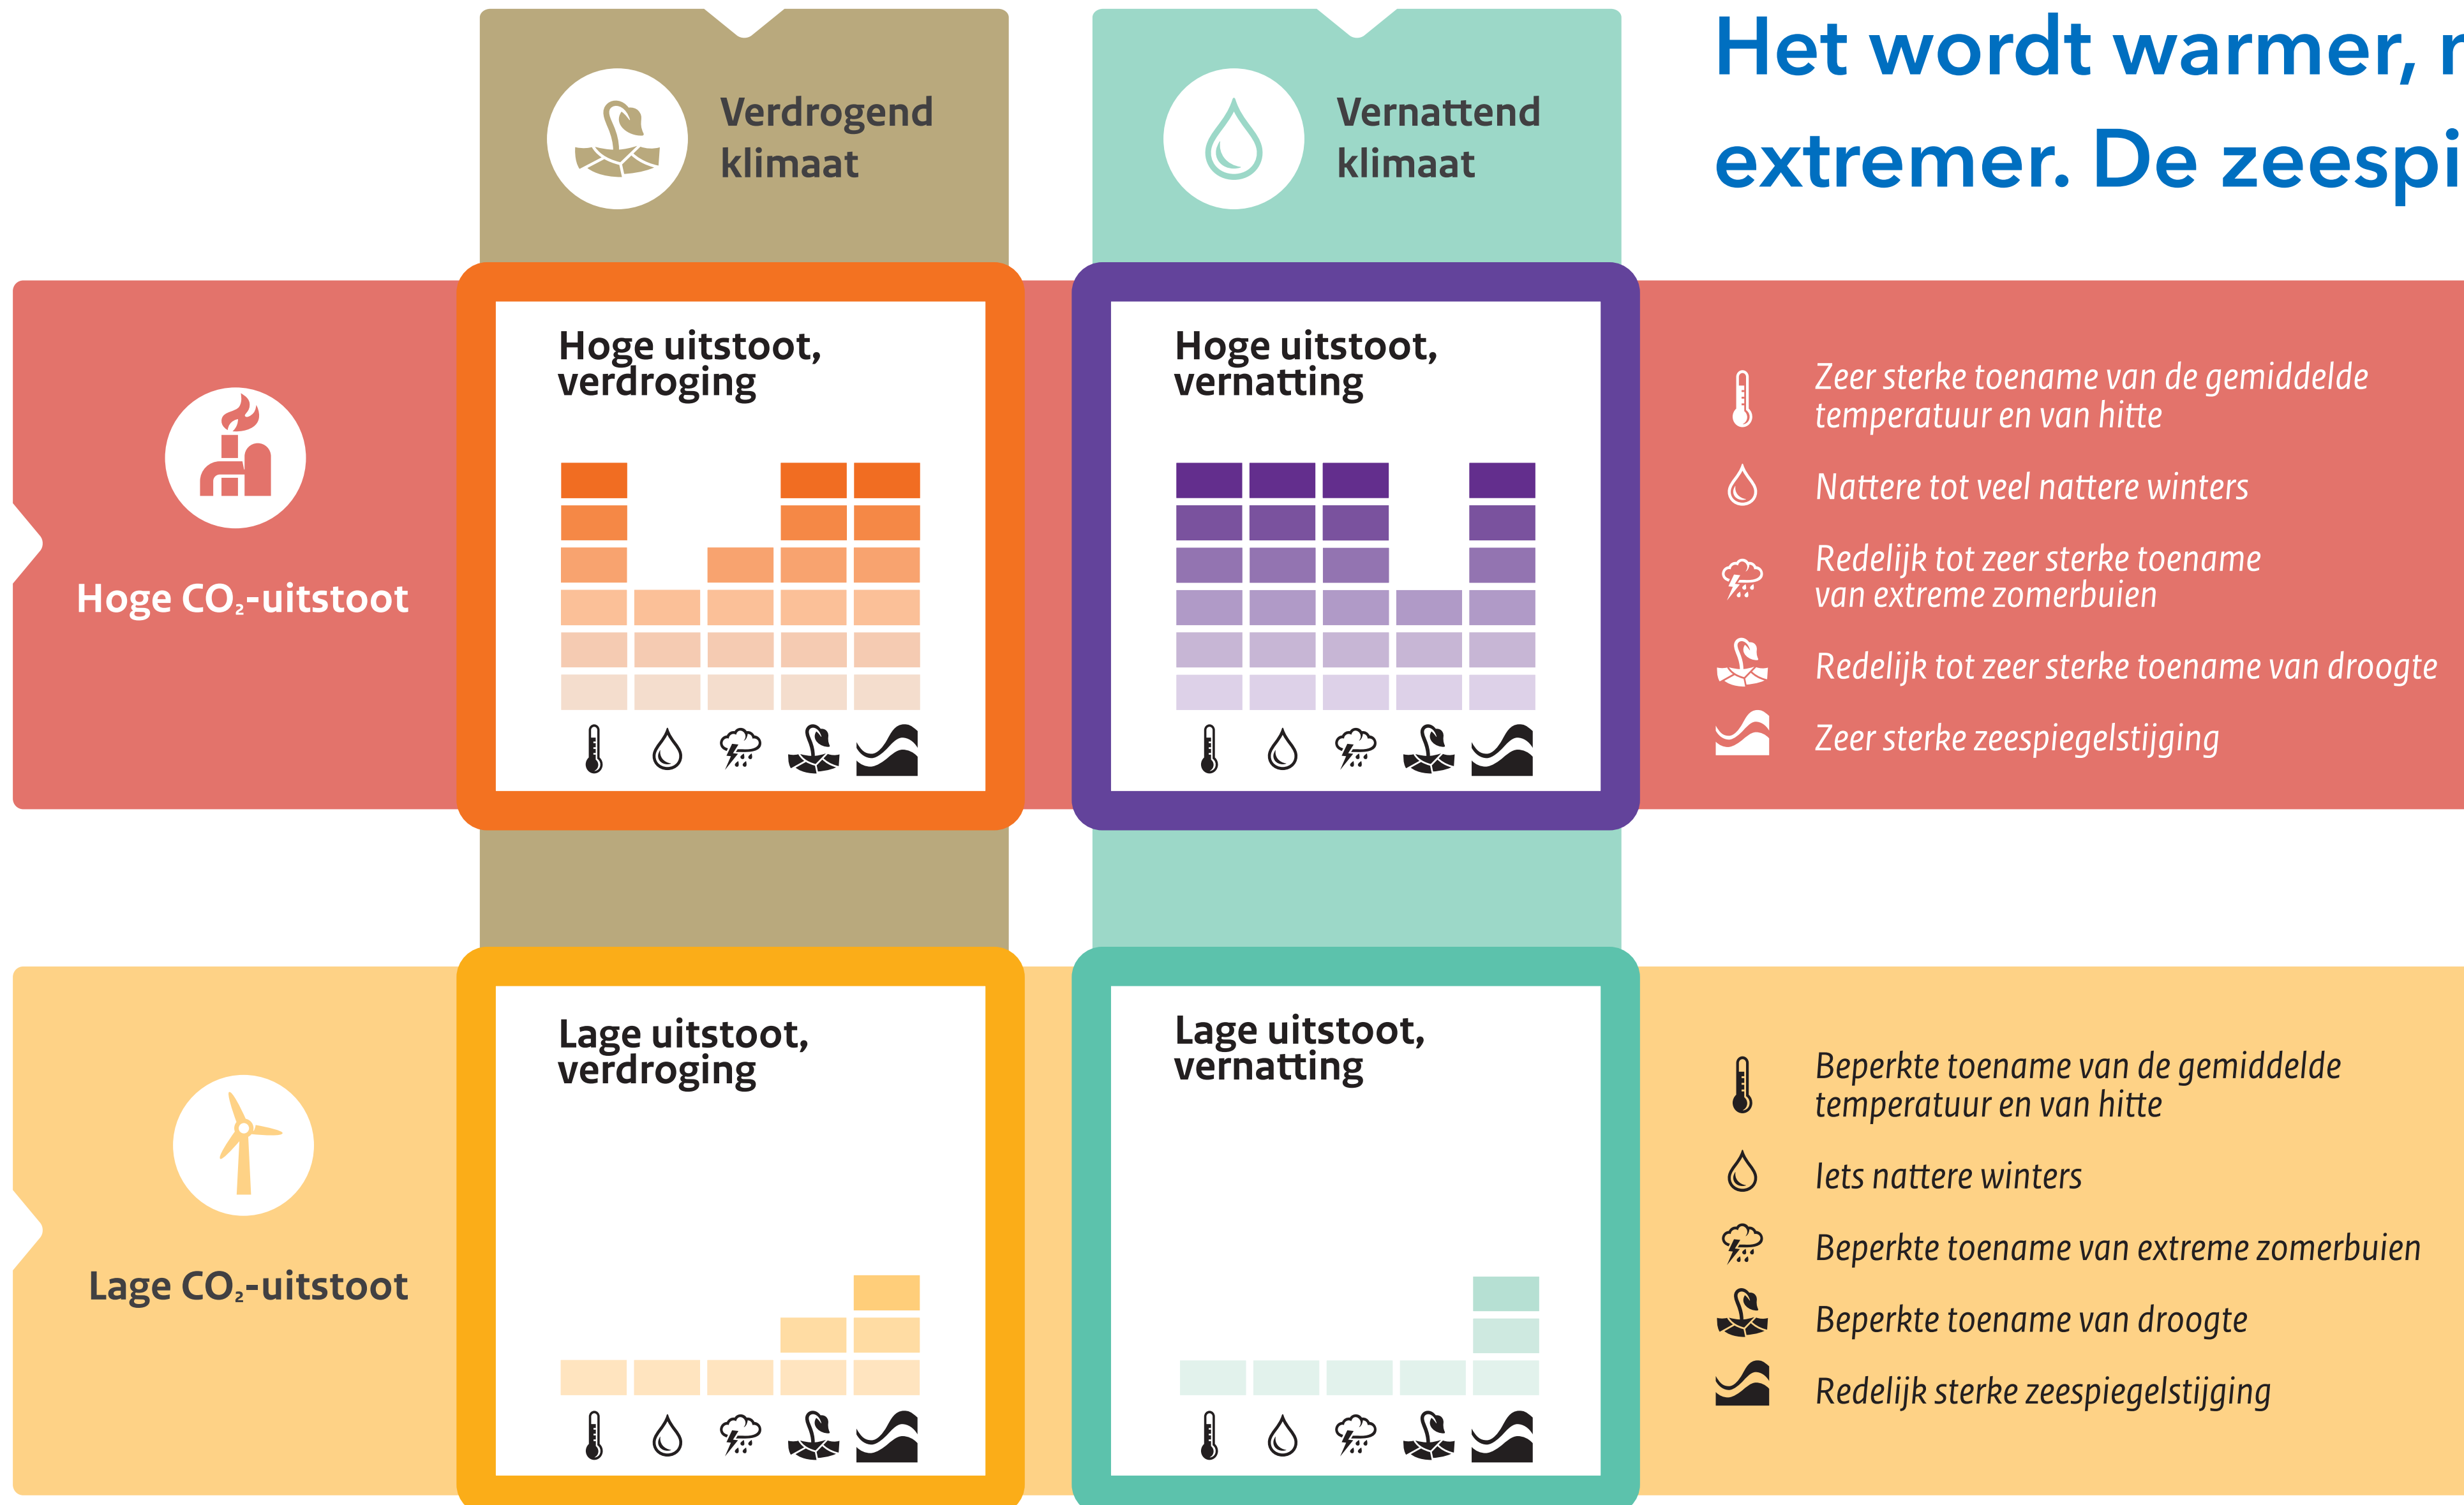 Verdrogend
klimaat
Vernattend
klimaat
Het wordt warmer,
extremer. De
Hoge CO₂-uitstoot
Hoge uitstoot,
verdroging
Hoge uitstoot,
vernatting
Zeer sterke toename van de gemiddelde
temperatuur en van hitte
Nattere tot veel nattere winters
Redelijk tot zeer sterke toename
van extreme zomerbuien
Redelijk tot zeer sterke toename van droogte
Zeer sterke zeespiegelstijging
Lage CO₂-uitstoot
Lage uitstoot,
verdroging
Lage uitstoot,
vernatting
Beperkte toename van de gemiddelde
temperatuur en van hitte
Iets nattere winters
Beperkte toename van extreme zomerbuien
Beperkte toename van droogte
Redelijk sterke zeespiegelstijging